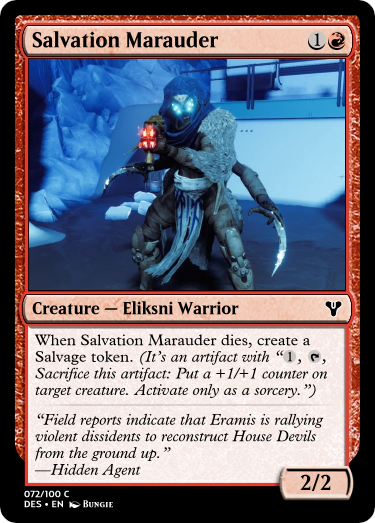 Salvation Marauder 1
Creature — Eliksni Warrior
When Salvation Marauder dies, create a
Salvage token. (It's an artifact with “1, ,
Sacrifice this artifact: Put a +1/+1 counter on
target creature. Activate only as a sorcery.”)
“Field reports indicate that Eramis is rallying
violent dissidents to reconstruct House Devils
from the ground up.”
—Hidden Agent
2/2
072/100 C
DES • EN Bungie